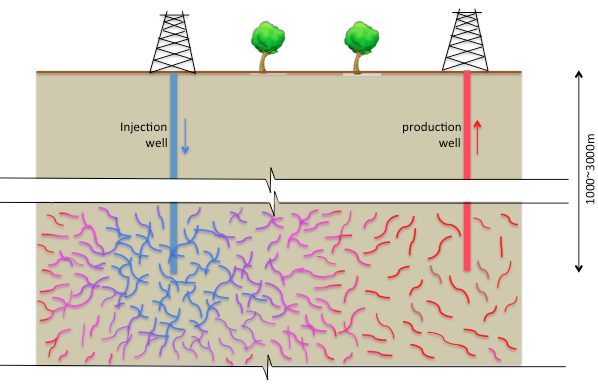 Injection
well
production
well
1000~3000m